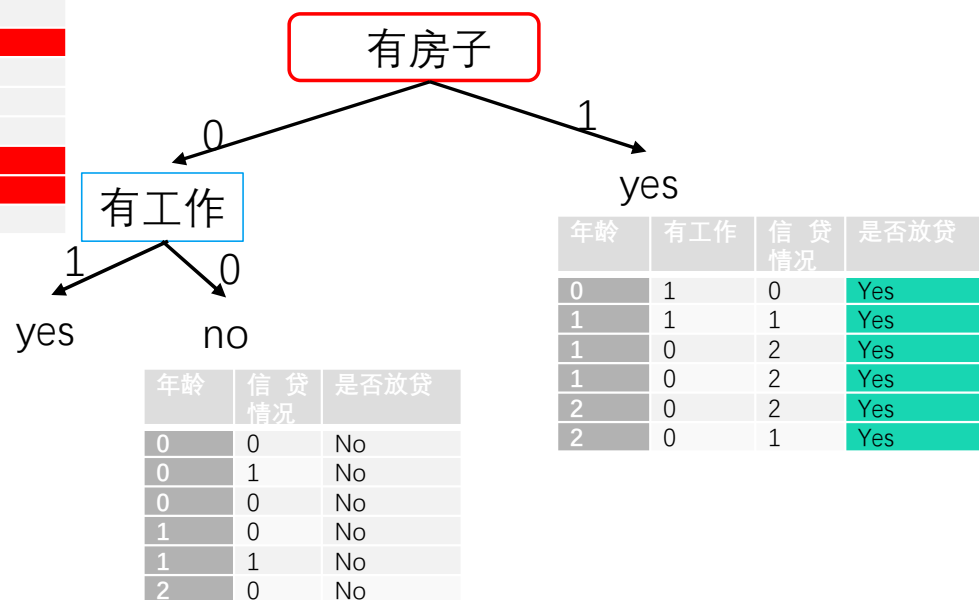 有房子
0
1
有工作
yes
1
0
yes
no
年龄 有工作 信 贷情况 是否放贷
0 1 0 Yes
1 1 1 Yes
1 0 2 Yes
1 0 2 Yes
2 0 2 Yes
2 0 1 Yes
年龄 信 贷情况 是否放贷
0 0 No
0 1 No
0 0 No
1 0 No
1 1 No
2 0 No